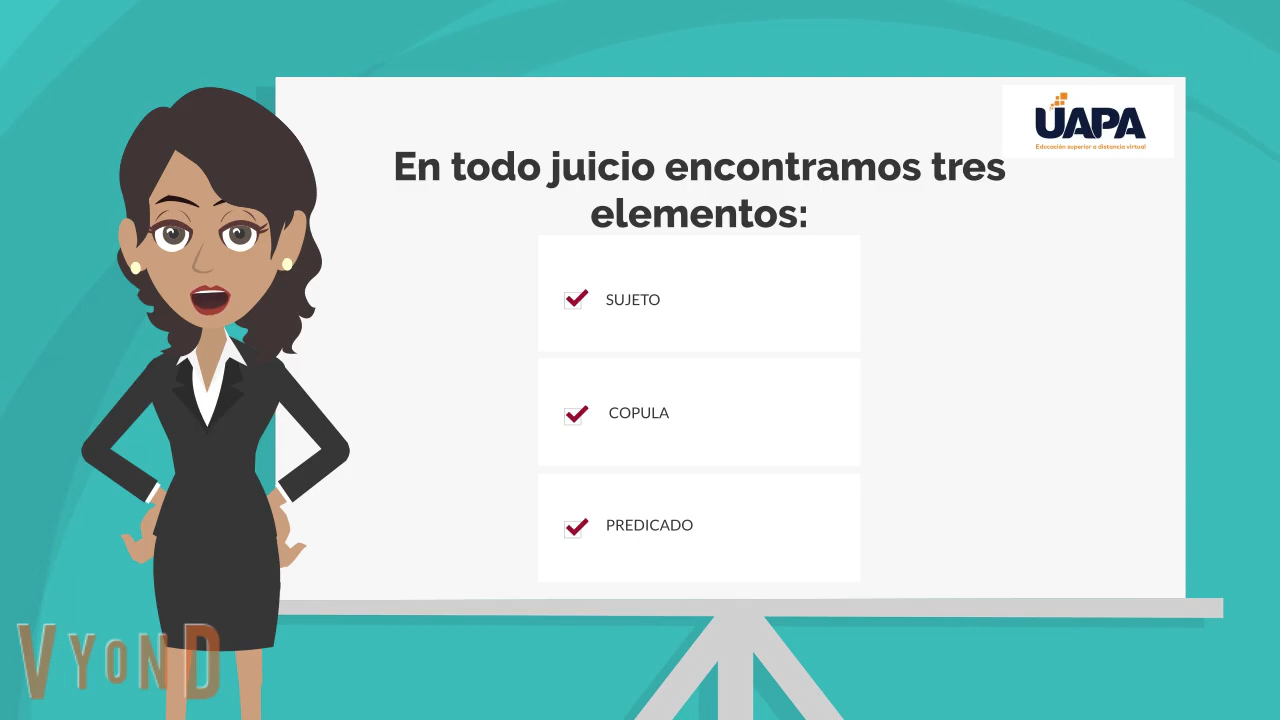 UAPA
Educación superior a distancia virtual
En todo juicio encontramos tres
elementos:
SUJETO
COPULA
PREDICADO
VYOND